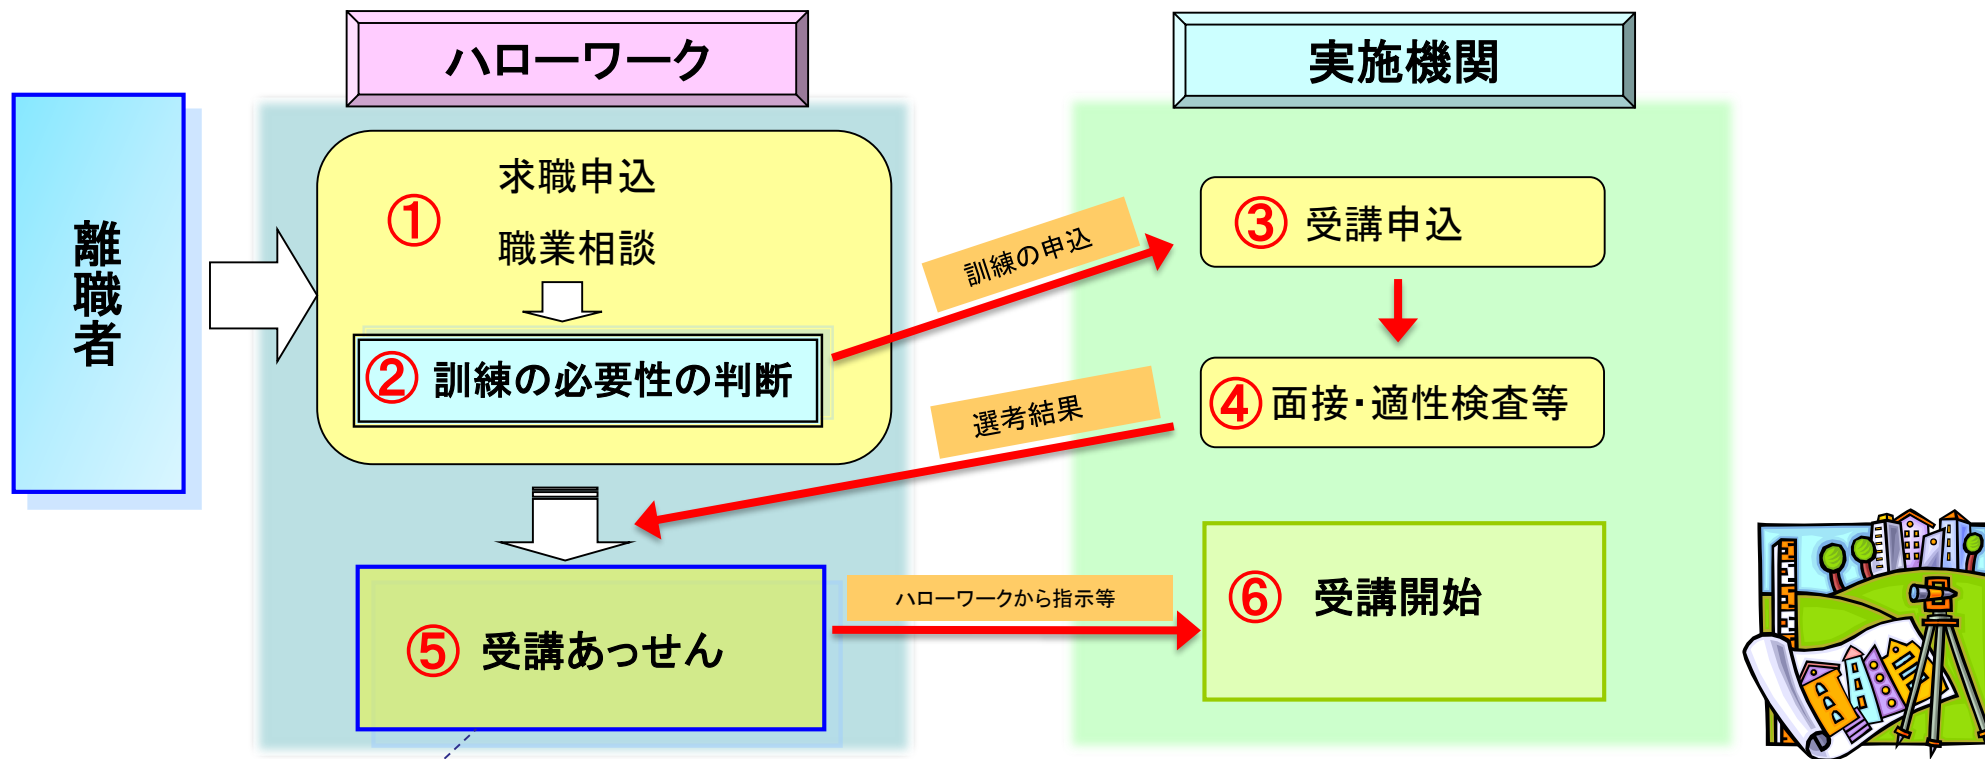 ハローワーク
実施機関
離職者
① 求職申込
職業相談
② 訓練の必要性の判断
訓練の申込
③ 受講申込
④ 面接・適性検査等
選考結果
⑤ 受講あっせん
ハローワークから指示等
⑥ 受講開始